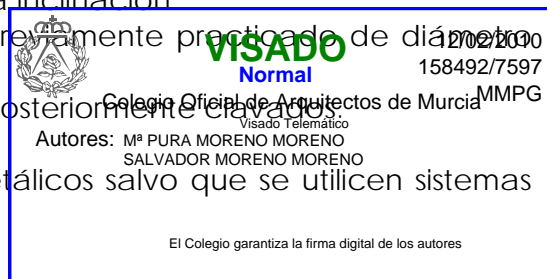 a inclinación
reviamente practicado de diámetro
VISADO
12/02/2010
Normal
158492/7597
osteriormente clavados.
Colegio Oficial de Arquitectos de Murcia
MMPG
Visado Telemático
Autores: Mª PURA MORENO MORENO
SALVADOR MORENO MORENO
tálicos salvo que se utilicen sistemas
El Colegio garantiza la firma digital de los autores